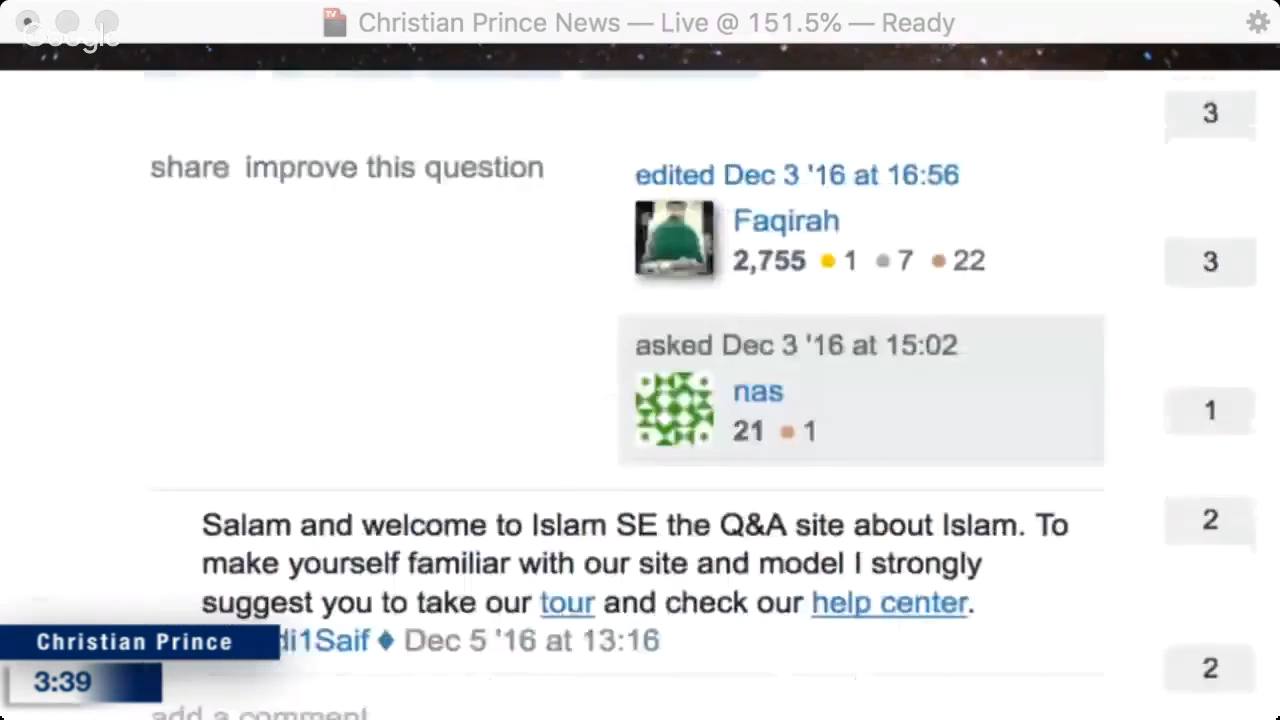 Christian Prince News — Live @ 151.5% — Ready
Google
3
share improve this question
edited Dec 3 '16 at 16:56
Faqirah
2,755 1 7 22
3
asked Dec 3 '16 at 15:02
nas
21 1
1
Salam and welcome to Islam SE the Q&A site about Islam. To
make yourself familiar with our site and model I strongly
suggest you to take our tour and check our help center.
2
Christian Prince
di1Saif ♦ Dec 5 '16 at 13:16
3:39
2
add a comment